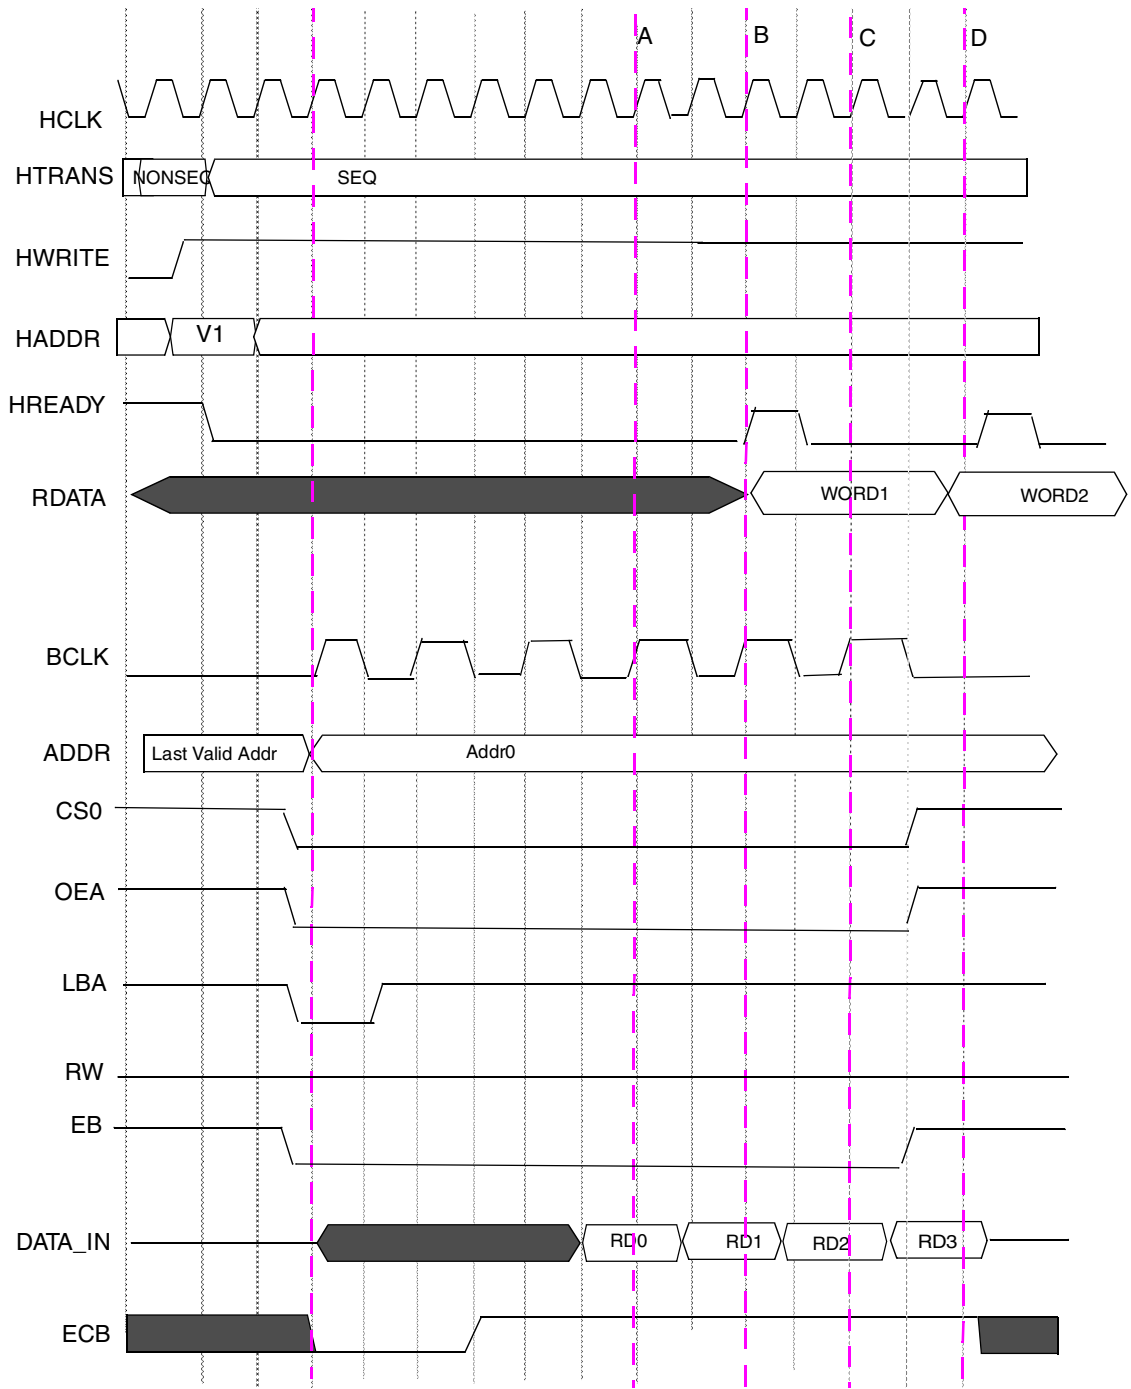 A B C D
HCLK
HTRANS NONSEQ SEQ
HWRITE
HADDR V1
HREADY
RDATA WORD1 WORD2
BCLK
ADDR Last Valid Addr Addr0
CS0
OEA
LBA
RW
EB
DATA_IN RD0 RD1 RD2 RD3
ECB